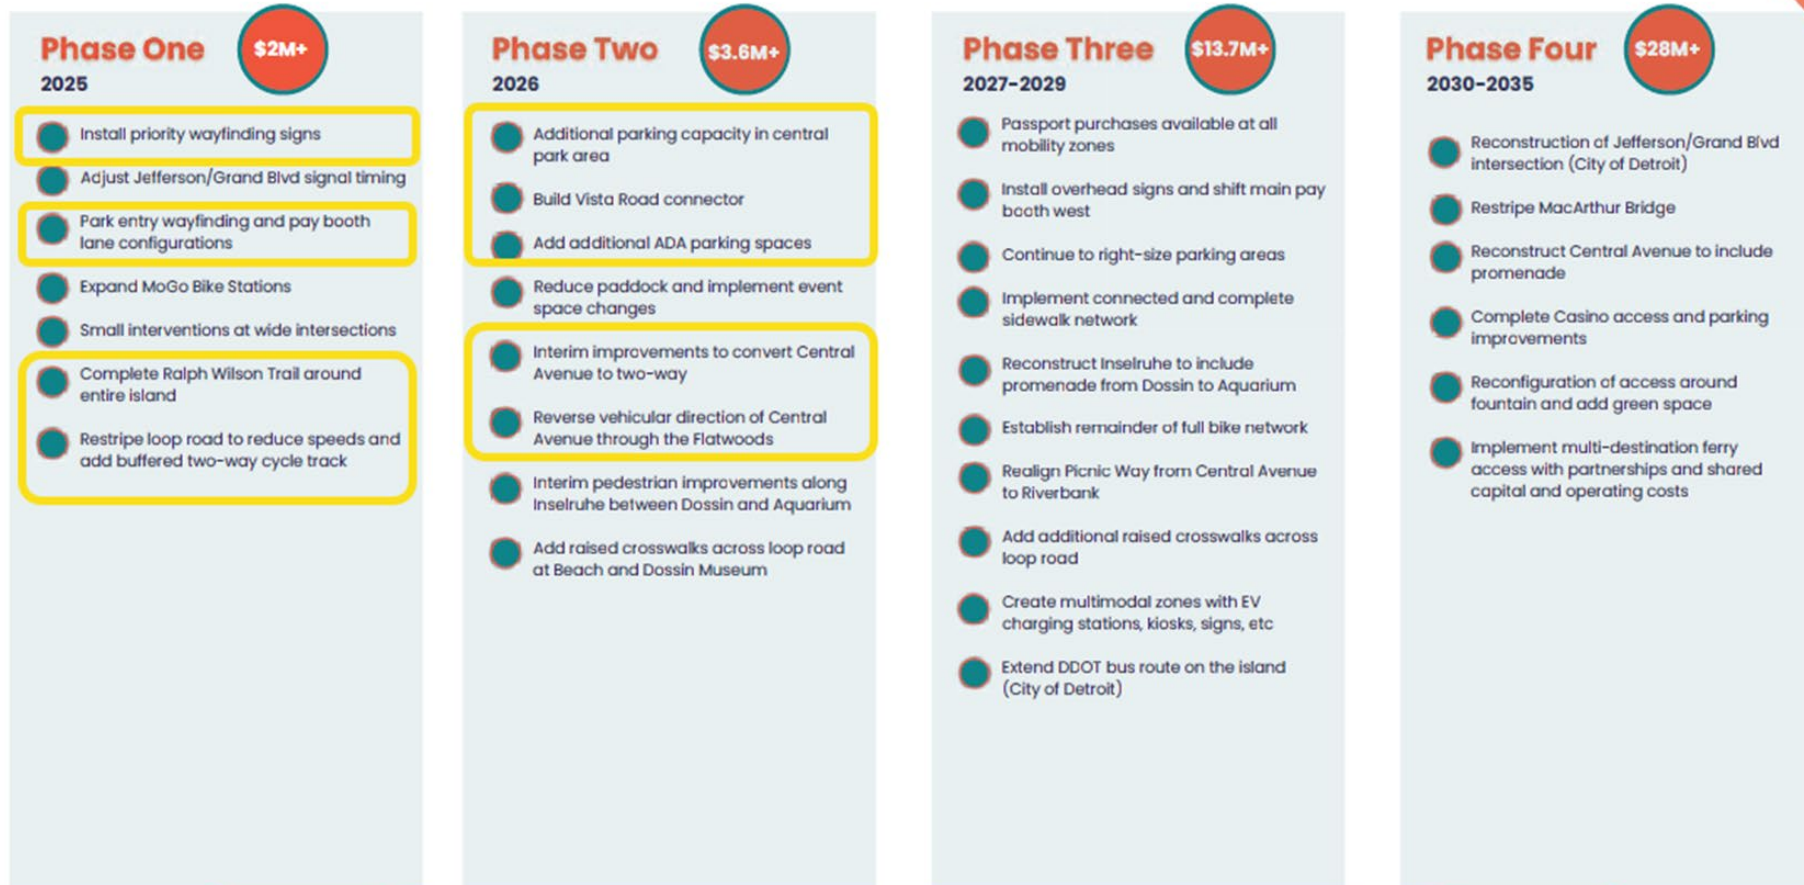 Phase One
$2M+
2025
Install priority wayfinding signs
Adjust Jefferson/Grand Blvd signal timing
Park entry wayfinding and pay booth
lane configurations
Expand MoGo Bike Stations
Small interventions at wide intersections
Complete Ralph Wilson Trail around
entire island
Restripe loop road to reduce speeds and
add buffered two-way cycle track
Phase Two
$3.6M+
2026
Additional parking capacity in central
park area
Build Vista Road connector
Add additional ADA parking spaces
Reduce paddock and implement event
space changes
Interim improvements to convert Central
Avenue to two-way
Reverse vehicular direction of Central
Avenue through the Flatwoods
Interim pedestrian improvements along
Inselruhe between Dossin and Aquarium
Add raised crosswalks across loop road
at Beach and Dossin Museum
Phase Three
$13.7M+
2027-2029
Passport purchases available at all
mobility zones
Install overhead signs and shift main pay
booth west
Continue to right-size parking areas
Implement connected and complete
sidewalk network
Reconstruct Inselruhe to include
promenade from Dossin to Aquarium
Establish remainder of full bike network
Realign Picnic Way from Central Avenue
to Riverbank
Add additional raised crosswalks across
loop road
Create multimodal zones with EV
charging stations, kiosks, signs, etc
Extend DDOT bus route on the island
(City of Detroit)
Phase Four
$28M+
2030-2035
Reconstruction of Jefferson/Grand Blvd
intersection (City of Detroit)
Restripe MacArthur Bridge
Reconstruct Central Avenue to include
promenade
Complete Casino access and parking
improvements
Reconfiguration of access around
fountain and add green space
Implement multi-destination ferry
access with partnerships and shared
capital and operating costs